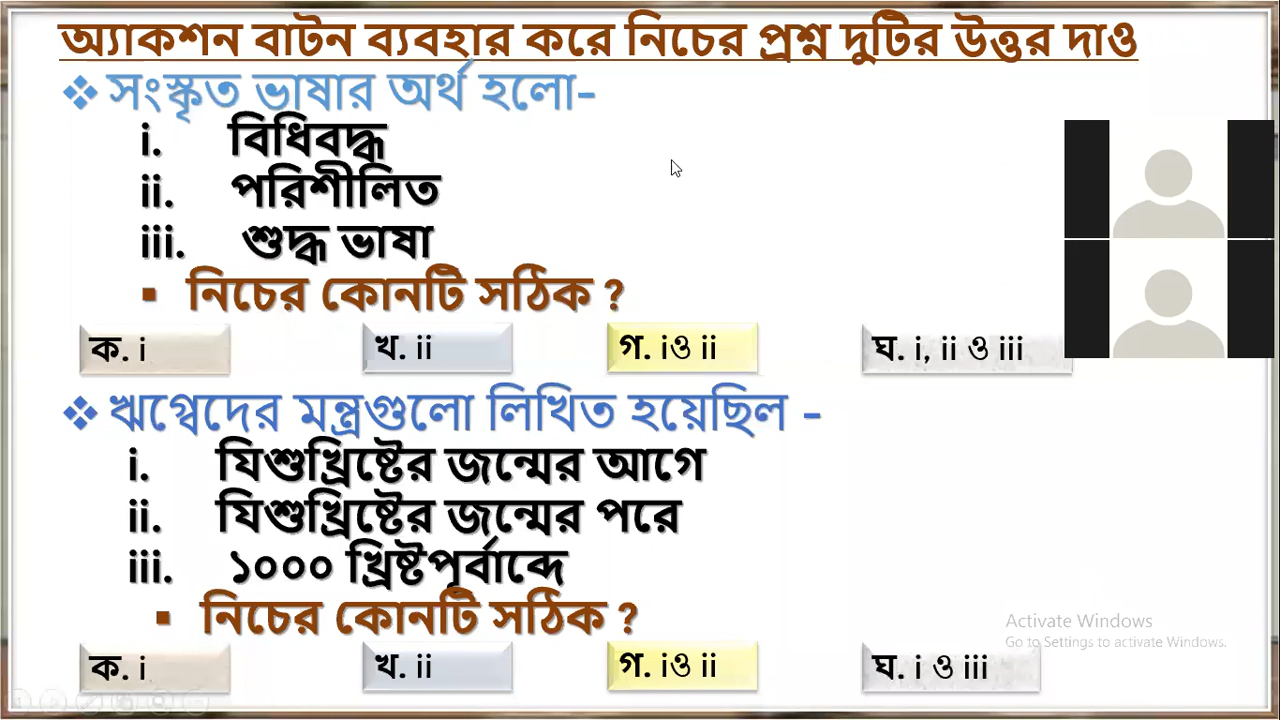 অ্যাকশন বাটন ব্যবহার করে নিচের প্রশ্ন দুটির উত্তর দাও
❖ সংস্কৃত ভাষার অর্থ হলো-
i. বিধিবদ্ধ
ii. পরিশীলিত
iii. শুদ্ধ ভাষা
▪ নিচের কোনটি সঠিক ?
ক. i খ. ii গ. iও ii ঘ. i, ii ও iii
❖ ঋগ্বেদের মন্ত্রগুলো লিখিত হয়েছিল -
i. যিশুখ্রিষ্টের জন্মের আগে
ii. যিশুখ্রিষ্টের জন্মের পরে
iii. ১০০০ খ্রিষ্টপূর্বাব্দে
▪ নিচের কোনটি সঠিক ?
Activate Windows
Go to Settings to activate Windows.
ক. i খ. ii গ. iও ii ঘ. i ও iii